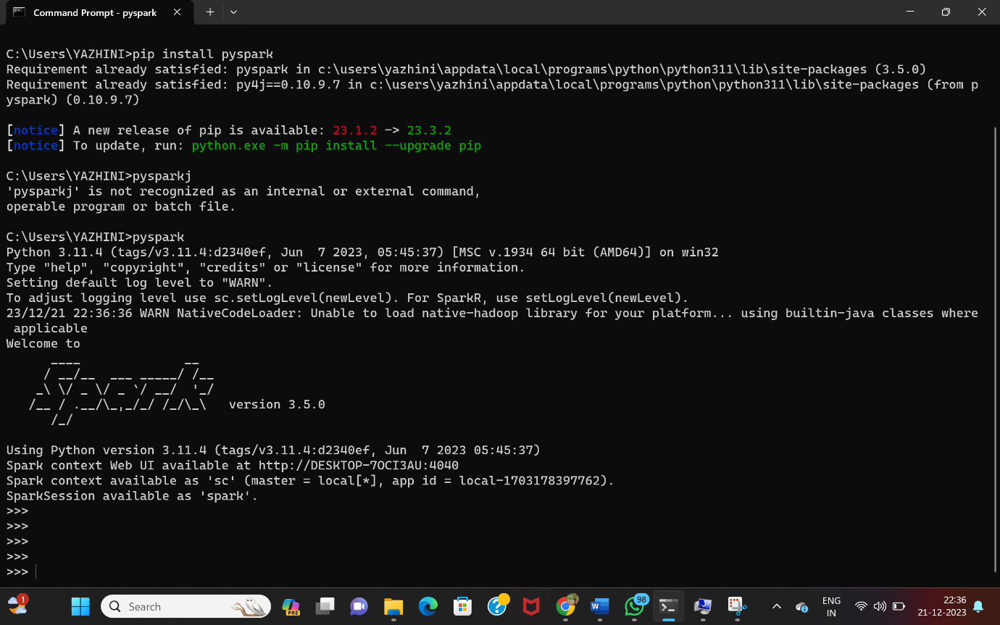 Command Prompt - pyspark
C:\Users\YAZHINI>pip install pyspark
Requirement already satisfied: pyspark in c:\users\yazhini\appdata\local\programs\python\python311\lib\site-packages (3.5.0)
Requirement already satisfied: py4j==0.10.9.7 in c:\users\yazhini\appdata\local\programs\python\python311\lib\site-packages (from p
yspark) (0.10.9.7)
[notice] A new release of pip is available: 23.1.2 -> 23.3.2
[notice] To update, run: python.exe -m pip install --upgrade pip
C:\Users\YAZHINI>pysparkj
'pysparkj' is not recognized as an internal or external command,
operable program or batch file.
C:\Users\YAZHINI>pyspark
Python 3.11.4 (tags/v3.11.4:d2340ef, Jun  7 2023, 05:45:37) [MSC v.1934 64 bit (AMD64)] on win32
Type "help", "copyright", "credits" or "license" for more information.
Setting default log level to "WARN".
To adjust logging level use sc.setLogLevel(newLevel). For SparkR, use setLogLevel(newLevel).
23/12/21 22:36:36 WARN NativeCodeLoader: Unable to load native-hadoop library for your platform... using builtin-java classes where
 applicable
Welcome to
      ____              __
     / __/__  ___ _____/ /__
    _\ \/ _ \/ _ `/ __/  '_/
   /__ / .__/\_,_/_/ /_/\_\   version 3.5.0
      /_/
Using Python version 3.11.4 (tags/v3.11.4:d2340ef, Jun  7 2023 05:45:37)
Spark context Web UI available at http://DESKTOP-7OCI3AU:4040
Spark context available as 'sc' (master = local[*], app id = local-1703178397762).
SparkSession available as 'spark'.
>>>
>>>
>>>
>>>
>>>
1
Search
PRE
98
ENG
IN
22:36
21-12-2023